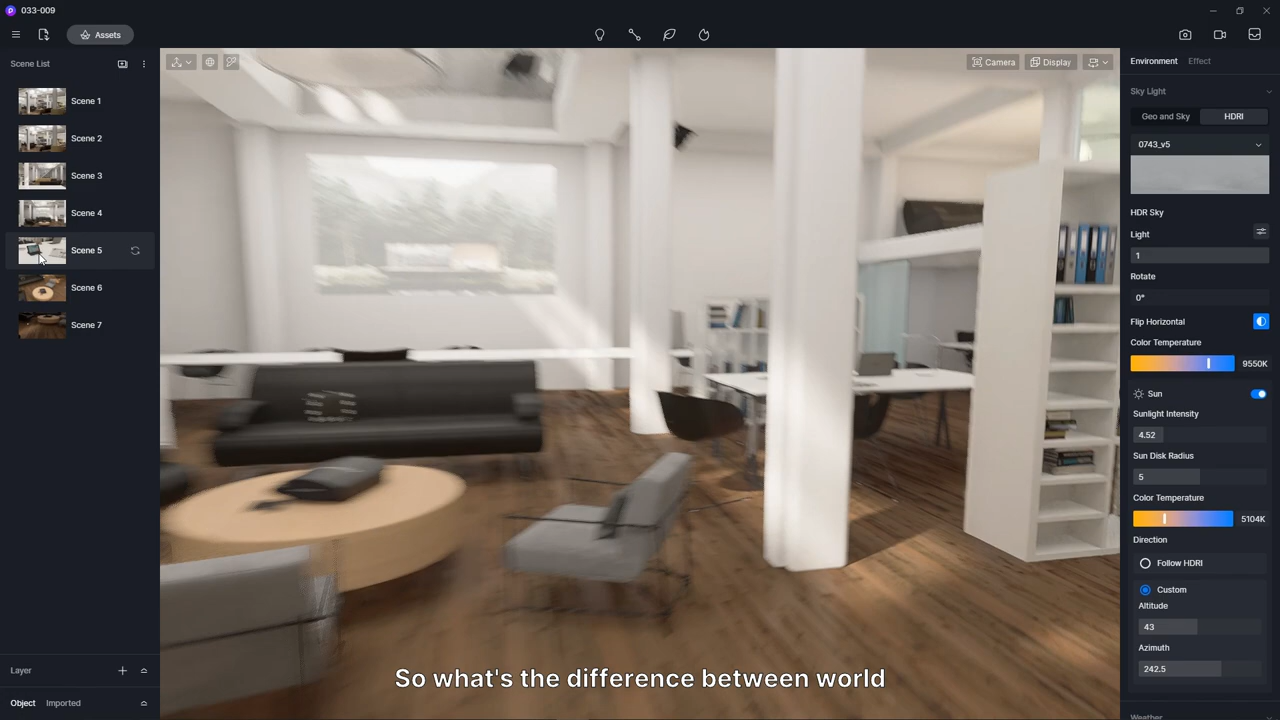 033-009
Assets
Scene List
Scene 1
Scene 2
Scene 3
Scene 4
Scene 5
Scene 6
Scene 7
Layer
Object Imported
Camera
Display
So what's the difference between world
Environment Effect
Sky Light
Geo and Sky HDRI
0743_v5
HDR Sky
Light
1
Rotate
0°
Flip Horizontal
Color Temperature
9550K
Sun
Sunlight Intensity
4.52
Sun Disk Radius
5
Color Temperature
5104K
Direction
Follow HDRI
Custom
Altitude
43
Azimuth
242.5
Weather